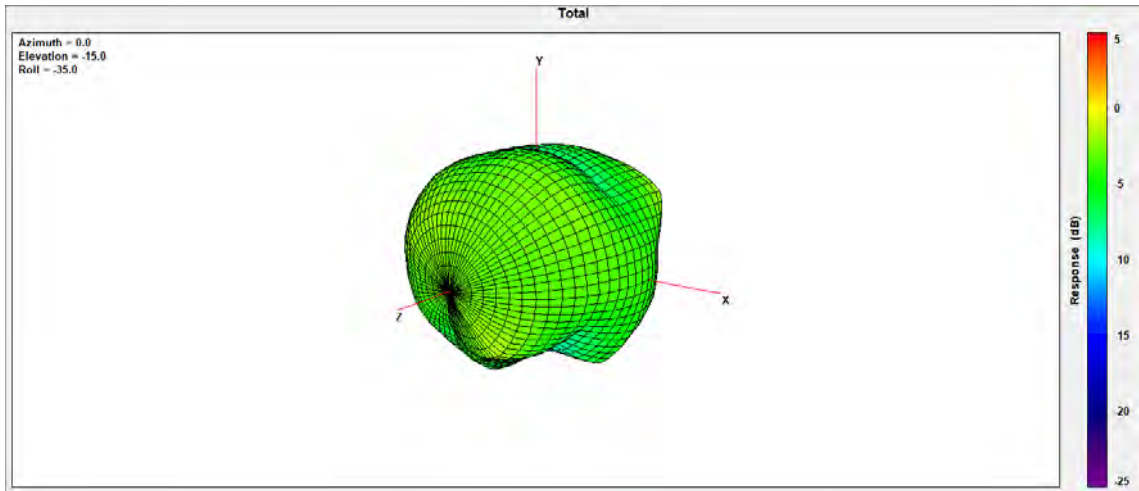 Total
Azimuth = 0.0
Elevation = -15.0
Roll = -35.0
Y
X
Z
5
0
-5
-10
-15
-20
-25
Response (dB)